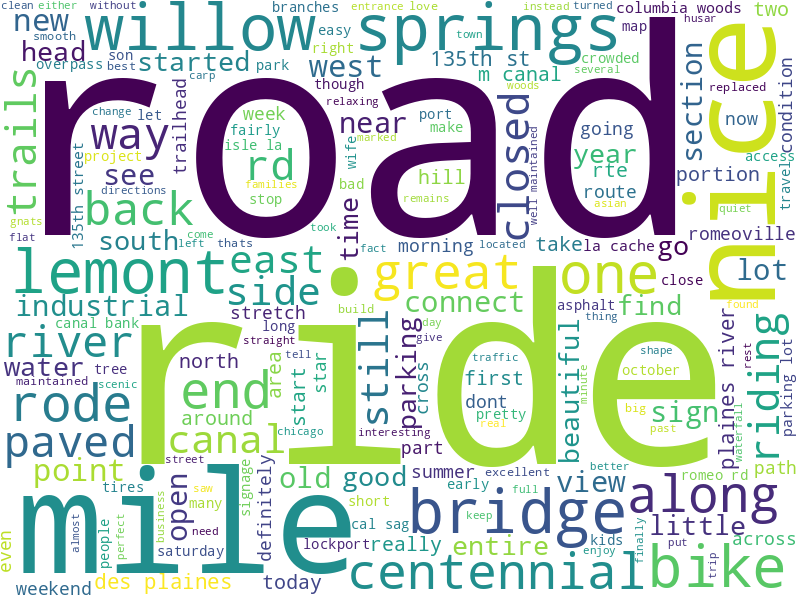 clean either without
branches
entrance love
instead turned
columbia woods
husar
new
willow springs
smooth
easy
town
map
two
head
son
started
right
135th st
crowded
nice
overpass
best
carp
park
west
m canal
several
section
replaced
condition
trails
road
though
relaxing
woods
change let
way
trailhead
week
near
port
closed
going
now
project
fairly
wife
make
marked
see
isle la
year
portion
access
directions
rd
families
stop
time
bad
hill
remains
well maintained
rte
route
asian
travel
quiet
gnats
back
135th street
come
took
flat
south
left thats
fact
morning
located
take
la cache
go
romeoville
lemont
east
side
great
one
close
lot
industrial
stretch
build
connect
day
give
asphalt
thing
find
found
canal bank
long
straight
tell
river
ride
still
parking
cross
traffic
first
beautiful
shape
october
plaines river
rest
riding
parking lot
water
tree
north
area
start
star
dont
pretty
minute
maintained
scenic
end
real
big
past
sign
waterfall
rode
around
chicago
interesting
paved
canal
street
part
better
romeo rd
path
point
signage
old
good
summer
excellent
view
along
tires
saw
many
open
definitely
short
early
full
kids
little
across
mile
business
need
cal sag
keep
bridge
enjoy
finally
put
even
almost
people
perfect
saturday
lockport
really
entire
trip
bike
weekend
des plaines
today
centennial